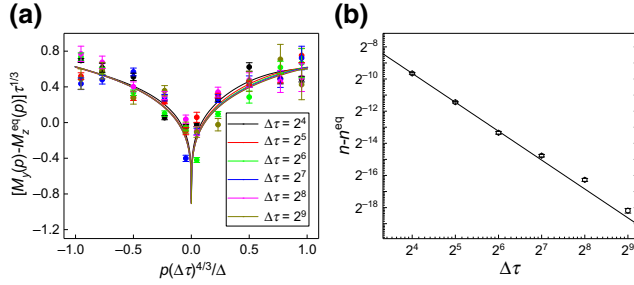 (a)
[M_y(p)-M_z^eq(p)]τ^1/3
0.8
0.4
0.0
−0.4
−0.8
−1.2
Δτ = 2^4
Δτ = 2^5
Δτ = 2^6
Δτ = 2^7
Δτ = 2^8
Δτ = 2^9
−1.0 −0.5 0.0 0.5 1.0
p(Δτ)^4/3/Δ
(b)
n-n^eq
2^−8
2^−10
2^−12
2^−14
2^−16
2^−18
2^4 2^5 2^6 2^7 2^8 2^9
Δτ